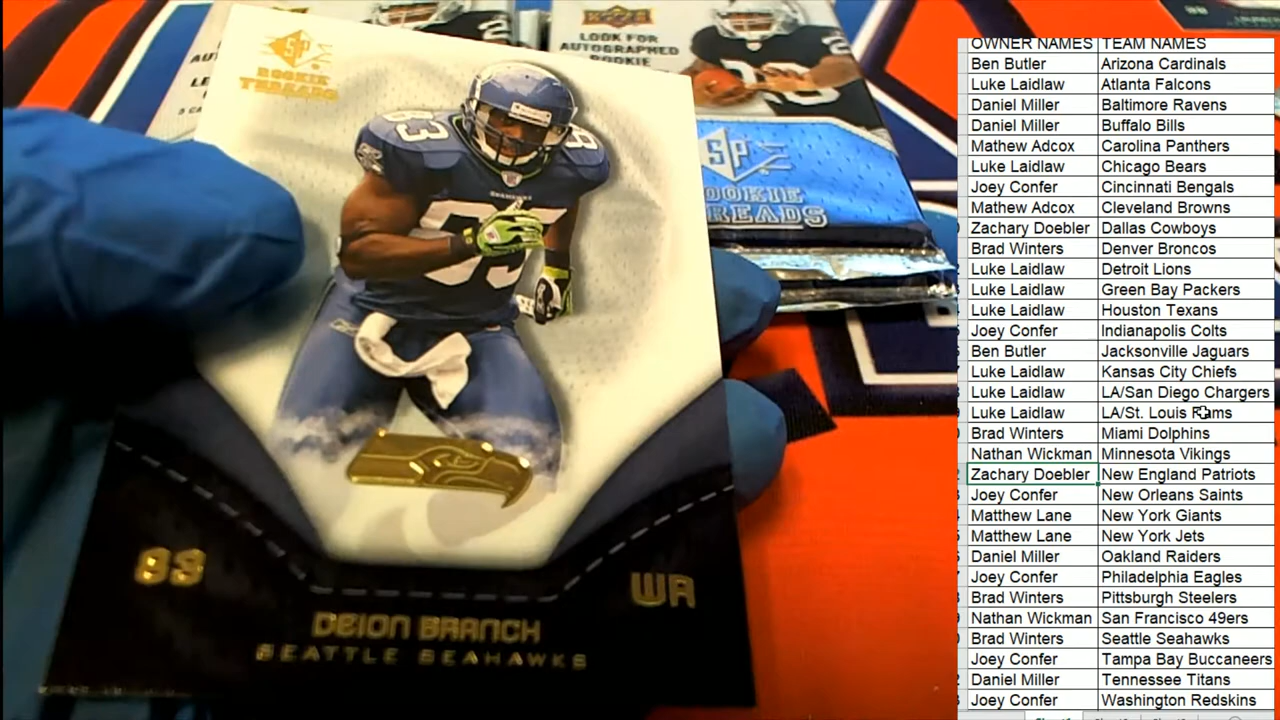 LOOK FOR
AUTOGRAPHED
ROOKIE
SP
ROOKIE
THREADS
SP
ROOKIE
THREADS
83
95
83
WR
DEION BRANCH
SEATTLE SEAHAWKS
OWNER NAMES TEAM NAMES
Ben Butler Arizona Cardinals
Luke Laidlaw Atlanta Falcons
Daniel Miller Baltimore Ravens
Daniel Miller Buffalo Bills
Mathew Adcox Carolina Panthers
Luke Laidlaw Chicago Bears
Joey Confer Cincinnati Bengals
Mathew Adcox Cleveland Browns
Zachary Doebler Dallas Cowboys
Brad Winters Denver Broncos
Luke Laidlaw Detroit Lions
Luke Laidlaw Green Bay Packers
Luke Laidlaw Houston Texans
Joey Confer Indianapolis Colts
Ben Butler Jacksonville Jaguars
Luke Laidlaw Kansas City Chiefs
Luke Laidlaw LA/San Diego Chargers
Luke Laidlaw LA/St. Louis Rams
Brad Winters Miami Dolphins
Nathan Wickman Minnesota Vikings
Zachary Doebler New England Patriots
Joey Confer New Orleans Saints
Matthew Lane New York Giants
Matthew Lane New York Jets
Daniel Miller Oakland Raiders
Joey Confer Philadelphia Eagles
Brad Winters Pittsburgh Steelers
Nathan Wickman San Francisco 49ers
Brad Winters Seattle Seahawks
Joey Confer Tampa Bay Buccaneers
Daniel Miller Tennessee Titans
Joey Confer Washington Redskins